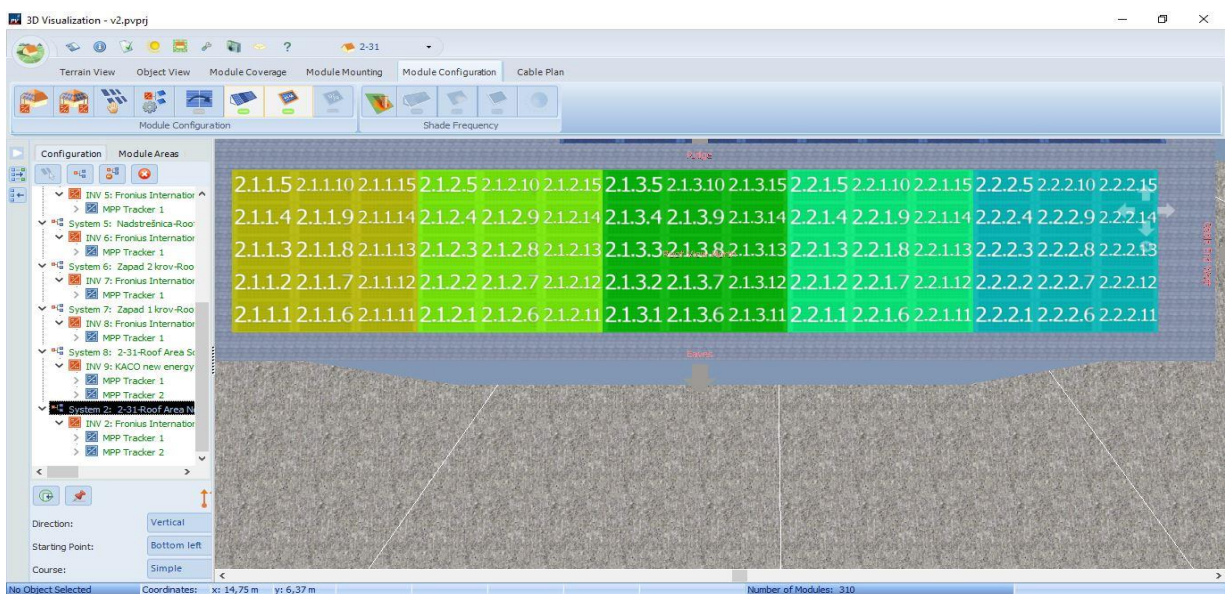 3D Visualization - v2.pvprj
2-31
Terrain View Object View Module Coverage Module Mounting Module Configuration Cable Plan
Module Configuration Shade Frequency
Configuration Module Areas
INV 5: Fronius Internation
MPP Tracker 1
System 5: Nadstrešnica-Roo
INV 6: Fronius Internation
MPP Tracker 1
System 6: Zapad 2 krov-Roo
INV 7: Fronius Internation
MPP Tracker 1
System 7: Zapad 1 krov-Roo
INV 8: Fronius Internation
MPP Tracker 1
System 8: 2-31-Roof Area So
INV 9: KACO new energy
MPP Tracker 1
MPP Tracker 2
System 2: 2-31-Roof Area No
INV 2: Fronius Internation
MPP Tracker 1
MPP Tracker 2
Direction: Vertical
Starting Point: Bottom left
Course: Simple
Ridge
2.1.1.5 2.1.1.10 2.1.1.15 2.1.2.5 2.1.2.10 2.1.2.15 2.1.3.5 2.1.3.10 2.1.3.15 2.2.1.5 2.2.1.10 2.2.1.15 2.2.2.5 2.2.2.10 2.2.2.15
2.1.1.4 2.1.1.9 2.1.1.14 2.1.2.4 2.1.2.9 2.1.2.14 2.1.3.4 2.1.3.9 2.1.3.14 2.2.1.4 2.2.1.9 2.2.1.14 2.2.2.4 2.2.2.9 2.2.2.14
2.1.1.3 2.1.1.8 2.1.1.13 2.1.2.3 2.1.2.8 2.1.2.13 2.1.3.3 2.1.3.8 2.1.3.13 2.2.1.3 2.2.1.8 2.2.1.13 2.2.2.3 2.2.2.8 2.2.2.13
2.1.1.2 2.1.1.7 2.1.1.12 2.1.2.2 2.1.2.7 2.1.2.12 2.1.3.2 2.1.3.7 2.1.3.12 2.2.1.2 2.2.1.7 2.2.1.12 2.2.2.2 2.2.2.7 2.2.2.12
2.1.1.1 2.1.1.6 2.1.1.11 2.1.2.1 2.1.2.6 2.1.2.11 2.1.3.1 2.1.3.6 2.1.3.11 2.2.1.1 2.2.1.6 2.2.1.11 2.2.2.1 2.2.2.6 2.2.2.11
Eaves
No Object Selected Coordinates: x: 14,75 m y: 6,37 m Number of Modules: 310